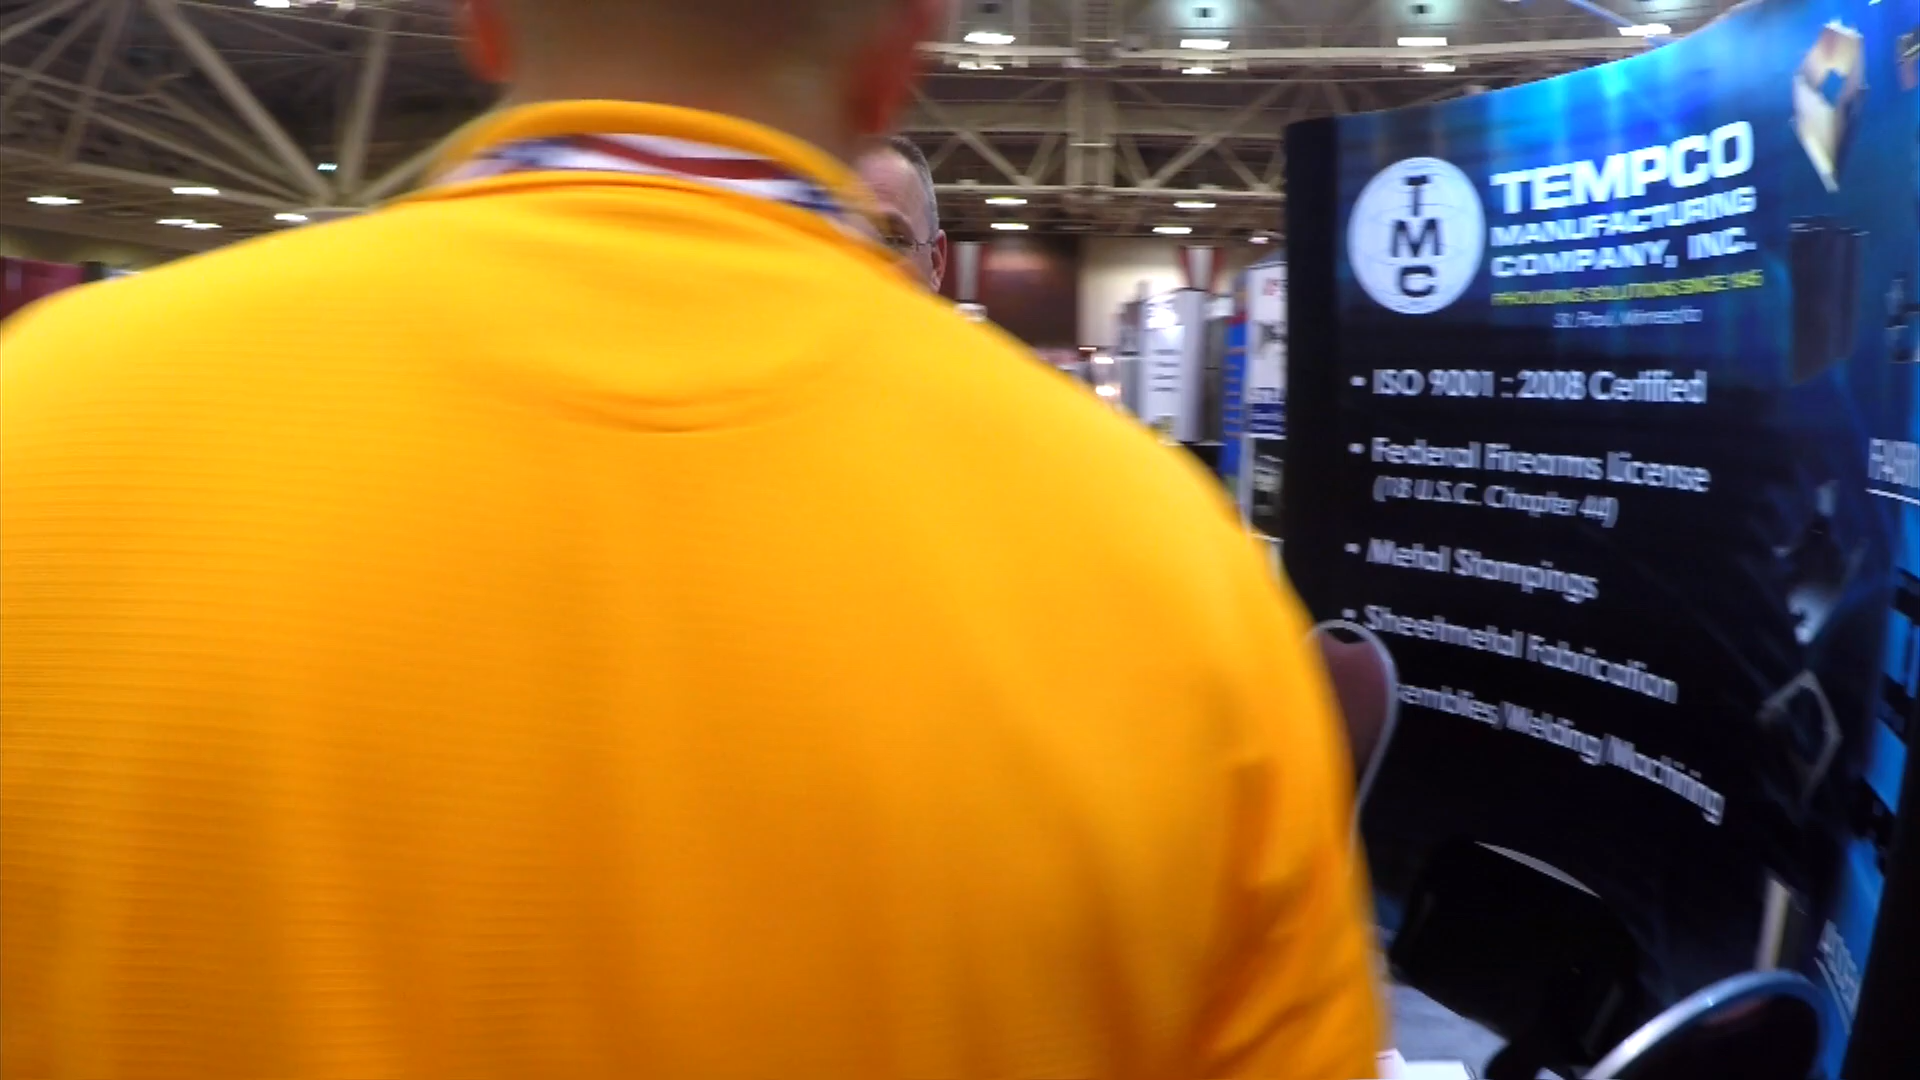 TMC
TEMPCO
MANUFACTURING
COMPANY, INC.
PROVIDING SOLUTIONS SINCE 1945
St. Paul, Minnesota
- ISO 9001 : 2008 Certified
- Federal Firearms License
(18 U.S.C. Chapter 44)
- Metal Stampings
- Sheetmetal Fabrication
semblies/Welding/Machining